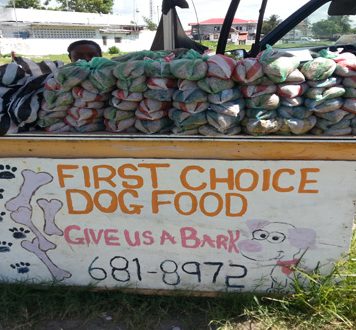 FIRST CHOICE
DOG FOOD
GIVE US A BARK
681-8972